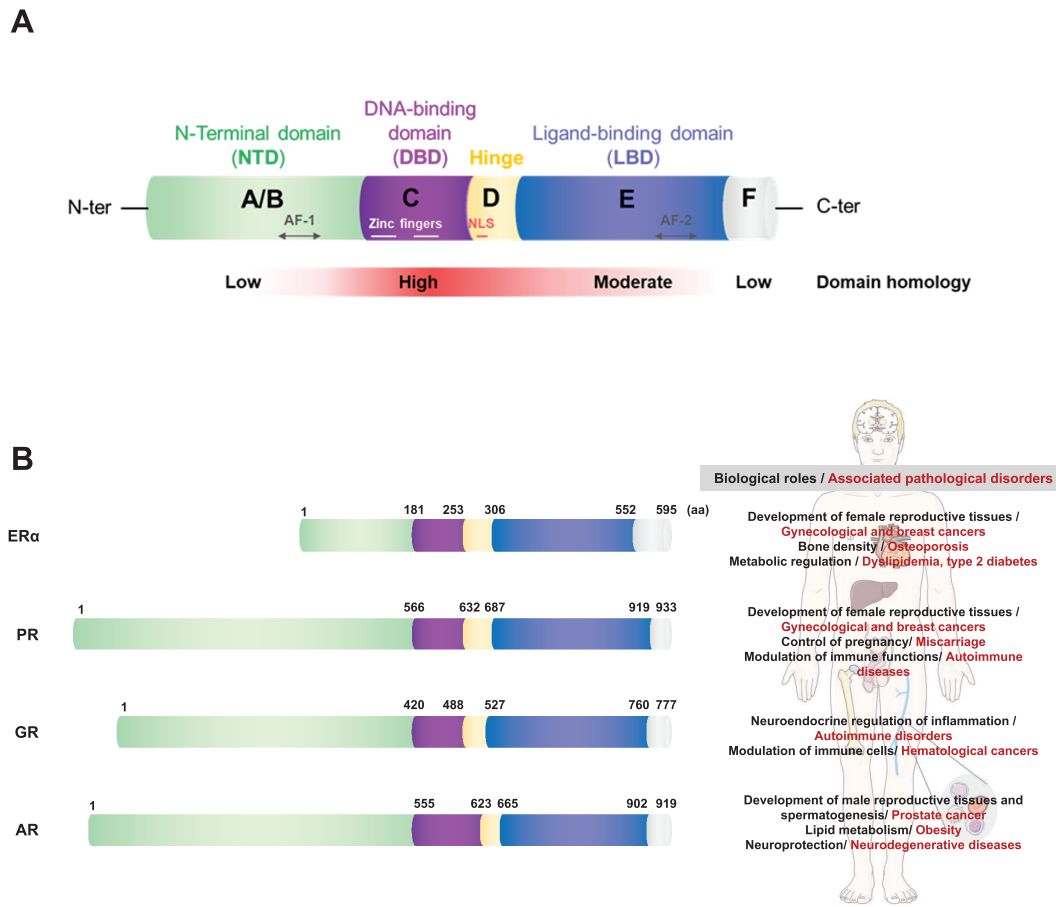 A
DNA-binding
domain
(DBD)
N-Terminal domain
(NTD)
Hinge
Ligand-binding domain
(LBD)
N-ter
A/B
C
D
E
F
C-ter
AF-1
Zinc fingers
NLS
AF-2
Low
High
Moderate
Low
Domain homology
B
Biological roles / Associated pathological disorders
1 181 253 306 552 595 (aa)
ERα
Development of female reproductive tissues /
Gynecological and breast cancers
Bone density / Osteoporosis
Metabolic regulation / Dyslipidemia, type 2 diabetes
1 566 632 687 919 933
PR
Development of female reproductive tissues /
Gynecological and breast cancers
Control of pregnancy/ Miscarriage
Modulation of immune functions/ Autoimmune
diseases
1 420 488 527 760 777
GR
Neuroendocrine regulation of inflammation /
Autoimmune disorders
Modulation of immune cells/ Hematological cancers
1 555 623 665 902 919
AR
Development of male reproductive tissues and
spermatogenesis/ Prostate cancer
Lipid metabolism/ Obesity
Neuroprotection/ Neurodegenerative diseases